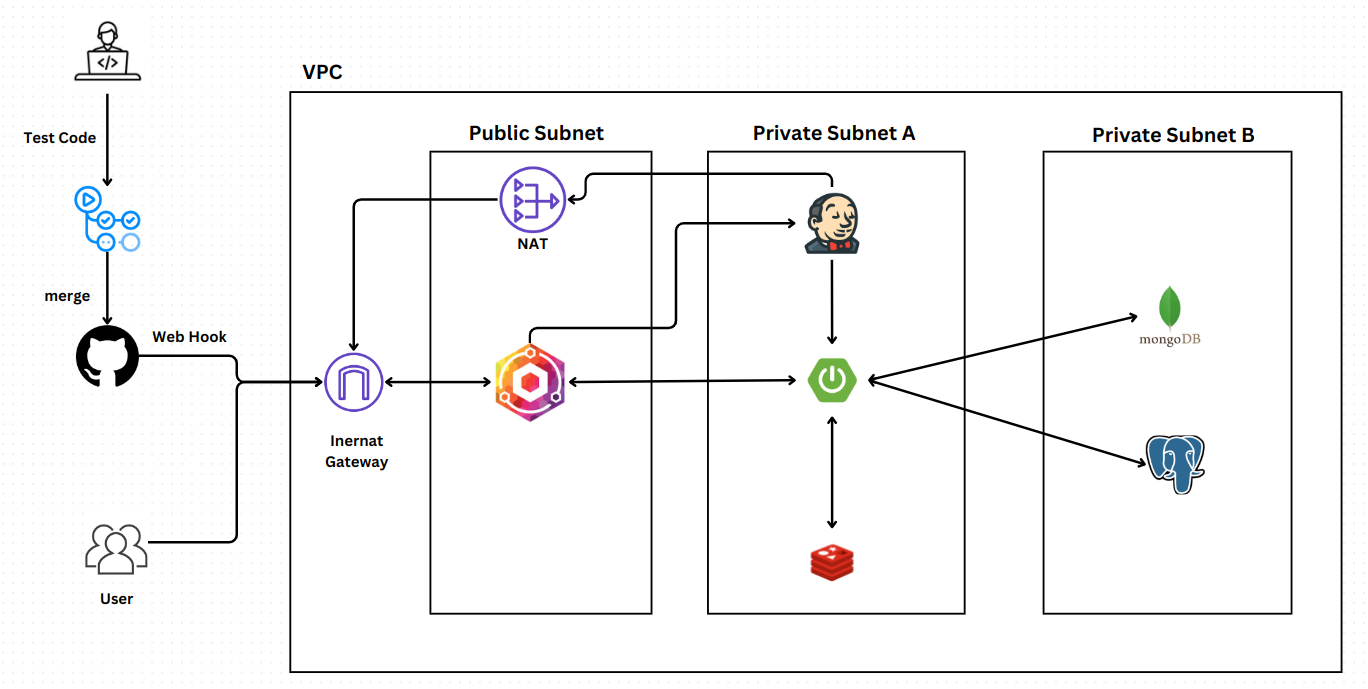 VPC
Public Subnet
Private Subnet A
Private Subnet B
Test Code
</>
NAT
merge
Web Hook
mongoDB
Inernat
Gateway
User